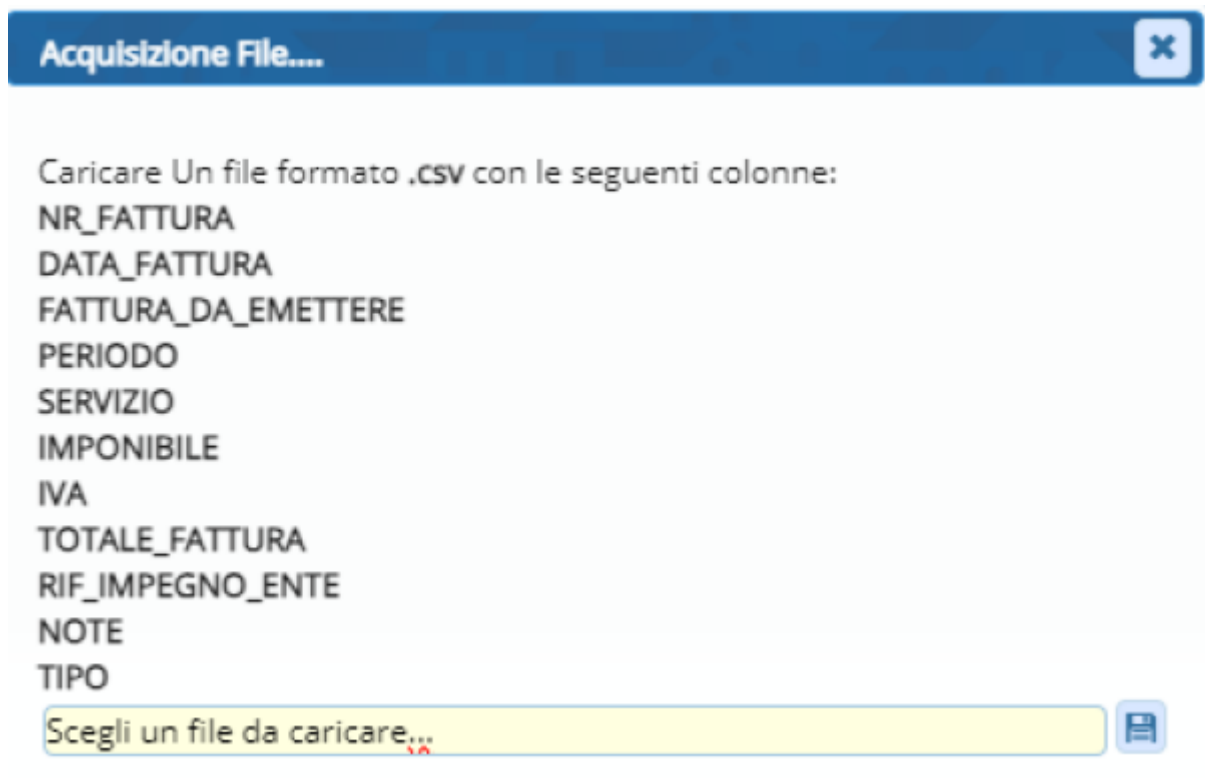 Acquisizione File....
Caricare Un file formato .csv con le seguenti colonne:
NR_FATTURA
DATA_FATTURA
FATTURA_DA_EMETTERE
PERIODO
SERVIZIO
IMPONIBILE
IVA
TOTALE_FATTURA
RIF_IMPEGNO_ENTE
NOTE
TIPO
Scegli un file da caricare...